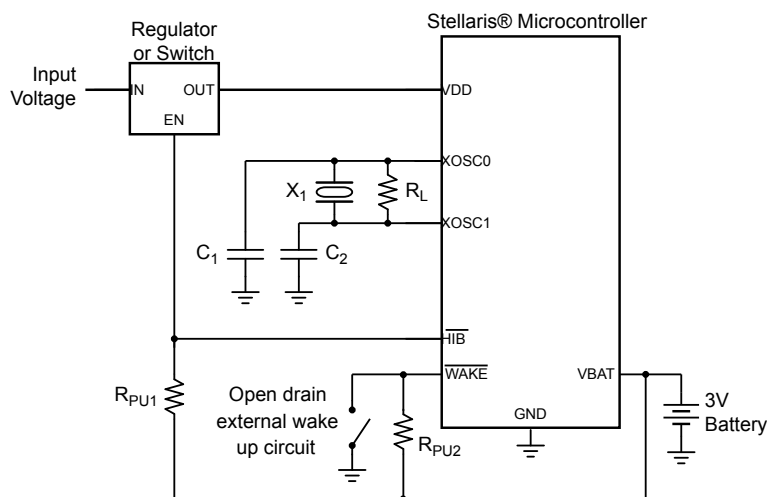 Stellaris® Microcontroller
Regulator
or Switch
Input
Voltage
IN
OUT
EN
VDD
XOSC0
X1
RL
XOSC1
C1
C2
HIB
WAKE
VBAT
RPU1
Open drain
external wake
up circuit
RPU2
GND
3V
Battery